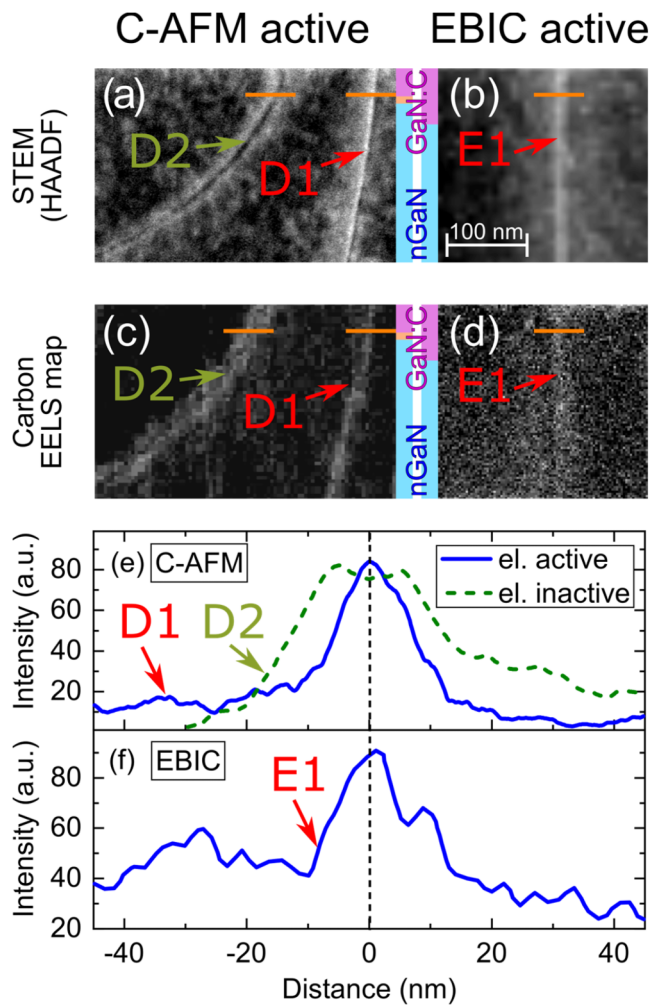 C-AFM active
EBIC active
STEM
(HAADF)
(a)
D2
D1
GaN:C
nGaN
(b)
E1
100 nm
Carbon
EELS map
(c)
D2
D1
GaN:C
nGaN
(d)
E1
Intensity (a.u.)
80
60
40
20
(e) C-AFM
D1
D2
el. active
el. inactive
Intensity (a.u.)
80
60
40
20
(f) EBIC
E1
-40 -20 0 20 40
Distance (nm)